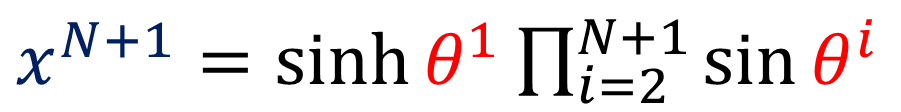 x^{N+1} = sinh θ^1 ∏_{i=2}^{N+1} sin θ^i